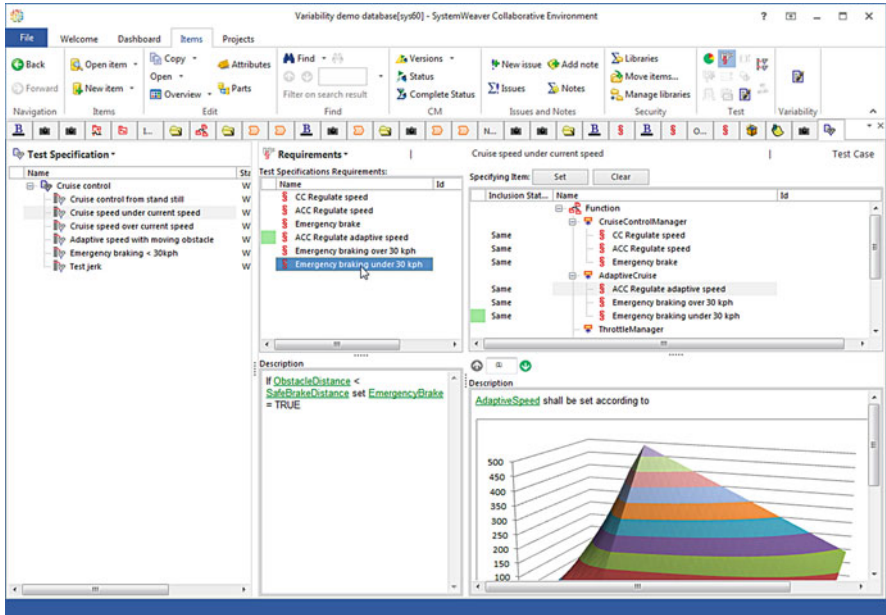 Variability demo database[sys60] - SystemWeaver Collaborative Environment
File Welcome Dashboard Items Projects
Back Open item Copy Attributes Find Versions New issue Add note Libraries
Open Status Move items...
Forward New item Overview Parts Filter on search result Complete Status Issues Notes Manage libraries
Navigation Items Edit Find CM Issues and Notes Security Test Variability
B I... B N... B § B § O... §
Test Specification
Name Sta
Cruise control W
Cruise control from stand still W
Cruise speed under current speed W
Cruise speed over current speed W
Adaptive speed with moving obstacle W
Emergency braking < 30kph W
Test jerk W
Requirements
Test Specifications Requirements:
Name Id
§ CC Regulate speed
§ ACC Regulate speed
§ Emergency brake
§ ACC Regulate adaptive speed
§ Emergency braking over 30 kph
§ Emergency braking under 30 kph
Description
If ObstacleDistance <
SafeBrakeDistance set EmergencyBrake
= TRUE
Cruise speed under current speed Test Case
Specifying Item: Set Clear
Inclusion Stat... Name Id
Function
CruiseControlManager
Same § CC Regulate speed
Same § ACC Regulate speed
Same § Emergency brake
AdaptiveCruise
Same § ACC Regulate adaptive speed
Same § Emergency braking over 30 kph
Same § Emergency braking under 30 kph
ThrottleManager
Description
AdaptiveSpeed shall be set according to
500
450
400
350
300
250
200
150
100